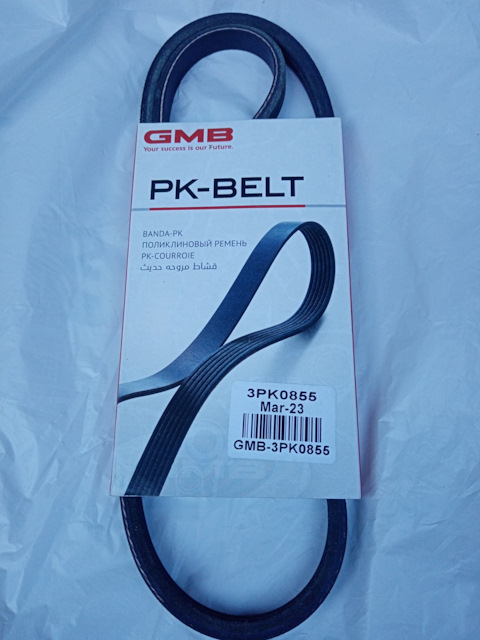 GMB
Your success is our Future.
PK-BELT
BANDA-PK
ПОЛИКЛИНОВЫЙ РЕМЕНЬ
PK-COURROIE
قشاط مروحه حديث
3PK0855
Mar-23
GMB-3PK0855